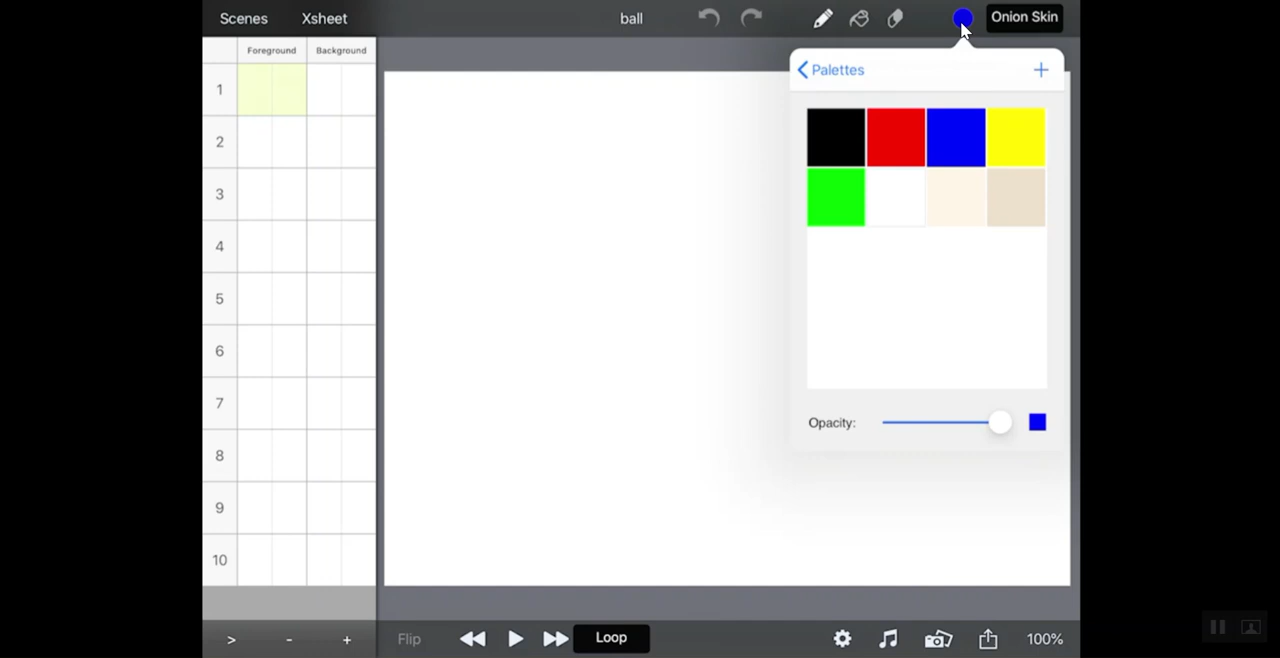 Scenes Xsheet ball Onion Skin
Foreground Background
Palettes +
1
2
3
4
5
6
7
8
9
10
Opacity:
> - + Flip Loop 100%